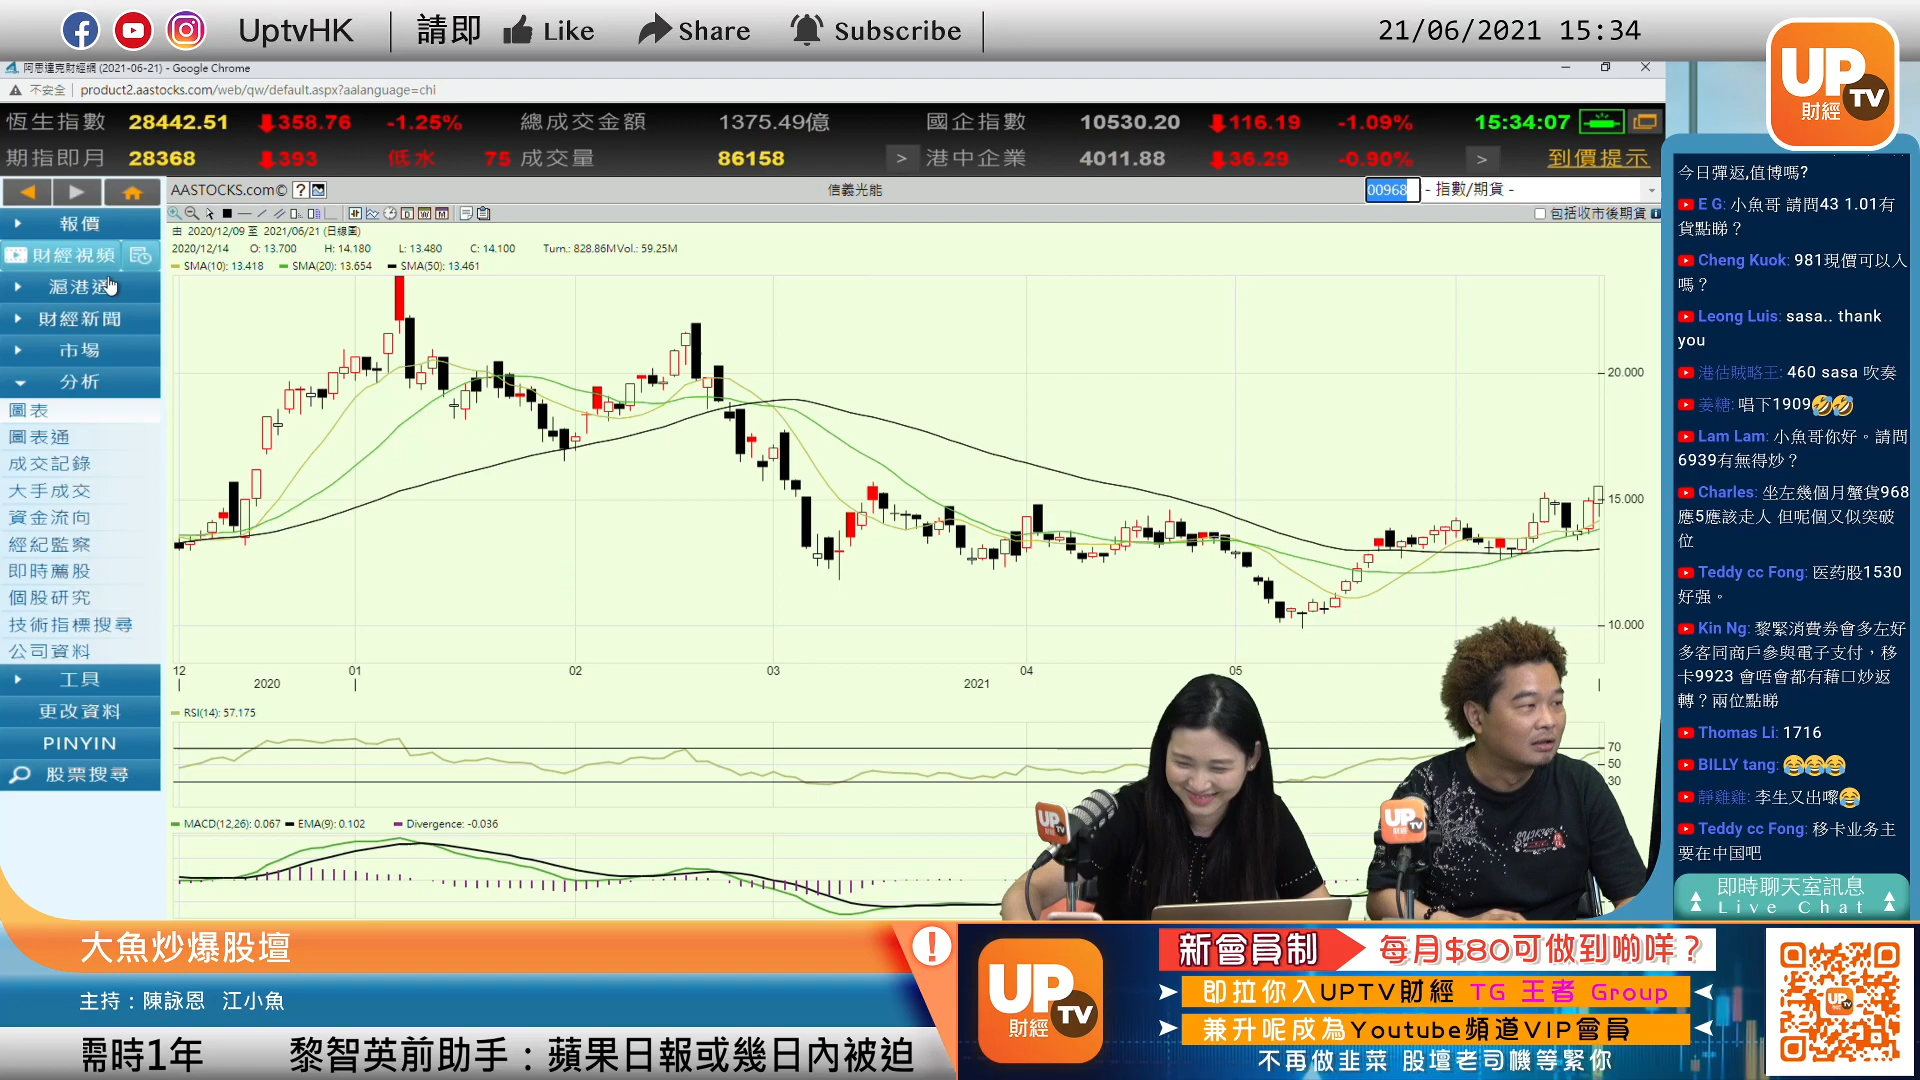 UptvHK
請即
Like
Share
Subscribe
21/06/2021 15:34
UP TV 財經
阿思達克財經網 (2021-06-21) - Google Chrome
不安全 | product2.aastocks.com/web/qw/default.aspx?aalanguage=chi
恆生指數 28442.51 358.76 -1.25% 總成交金額 1375.49億 國企指數 10530.20 116.19 -1.09% 15:34:07
期指即月 28368 393 低水 75 成交量 86158 > 港中企業 4011.88 36.29 -0.90% > 到價提示
AASTOCKS.com© ? 信義光能 00968 - 指數/期貨 -
包括收市後期貨
由 2020/12/09 至 2021/06/21 (日線圖)
2020/12/14 O: 13.700 H: 14.180 L: 13.480 C: 14.100 Turn.: 828.86M Vol.: 59.25M
SMA(10): 13.418 SMA(20): 13.654 SMA(50): 13.461
報價
財經視頻
滬港通
財經新聞
市場
分析
圖表
圖表通
成交記錄
大手成交
資金流向
經紀監察
即時薦股
個股研究
技術指標搜尋
公司資料
工具
更改資料
PINYIN
股票搜尋
20.000
15.000
10.000
12 01 02 03 04 05
2020 2021
RSI(14): 57.175
70
50
30
MACD(12,26): 0.067 EMA(9): 0.102 Divergence: -0.036
今日彈返,值博嗎?
E G: 小魚哥 請問43 1.01有
貨點睇？
Cheng Kuok: 981現價可以入
嗎？
Leong Luis: sasa.. thank
you
港估賊略王: 460 sasa 吹奏
姜糖: 唱下1909🤣🤣
Lam Lam: 小魚哥你好。請問
6939有無得炒？
Charles: 坐左幾個月蟹貨968
應5應該走人 但呢個又似突破
位
Teddy cc Fong: 医药股1530
好强。
Kin Ng: 黎緊消費券會多左好
多客同商戶參與電子支付，移
卡9923 會唔會都有藉口炒返
轉？兩位點睇
Thomas Li: 1716
BILLY tang: 😂😂😂
靜雞雞: 李生又出嚟😂
Teddy cc Fong: 移卡业务主
要在中国吧
即時聊天室訊息
Live Chat
UP TV 財經
UP TV 財經
大魚炒爆股壇
主持：陳詠恩 江小魚
需時1年 黎智英前助手：蘋果日報或幾日內被迫
UP TV 財經
新會員制 每月$80可做到啲咩？
即拉你入UPTV財經 TG 王者 Group
兼升呢成為Youtube頻道VIP會員
不再做韭菜 股壇老司機等緊你
UP TV